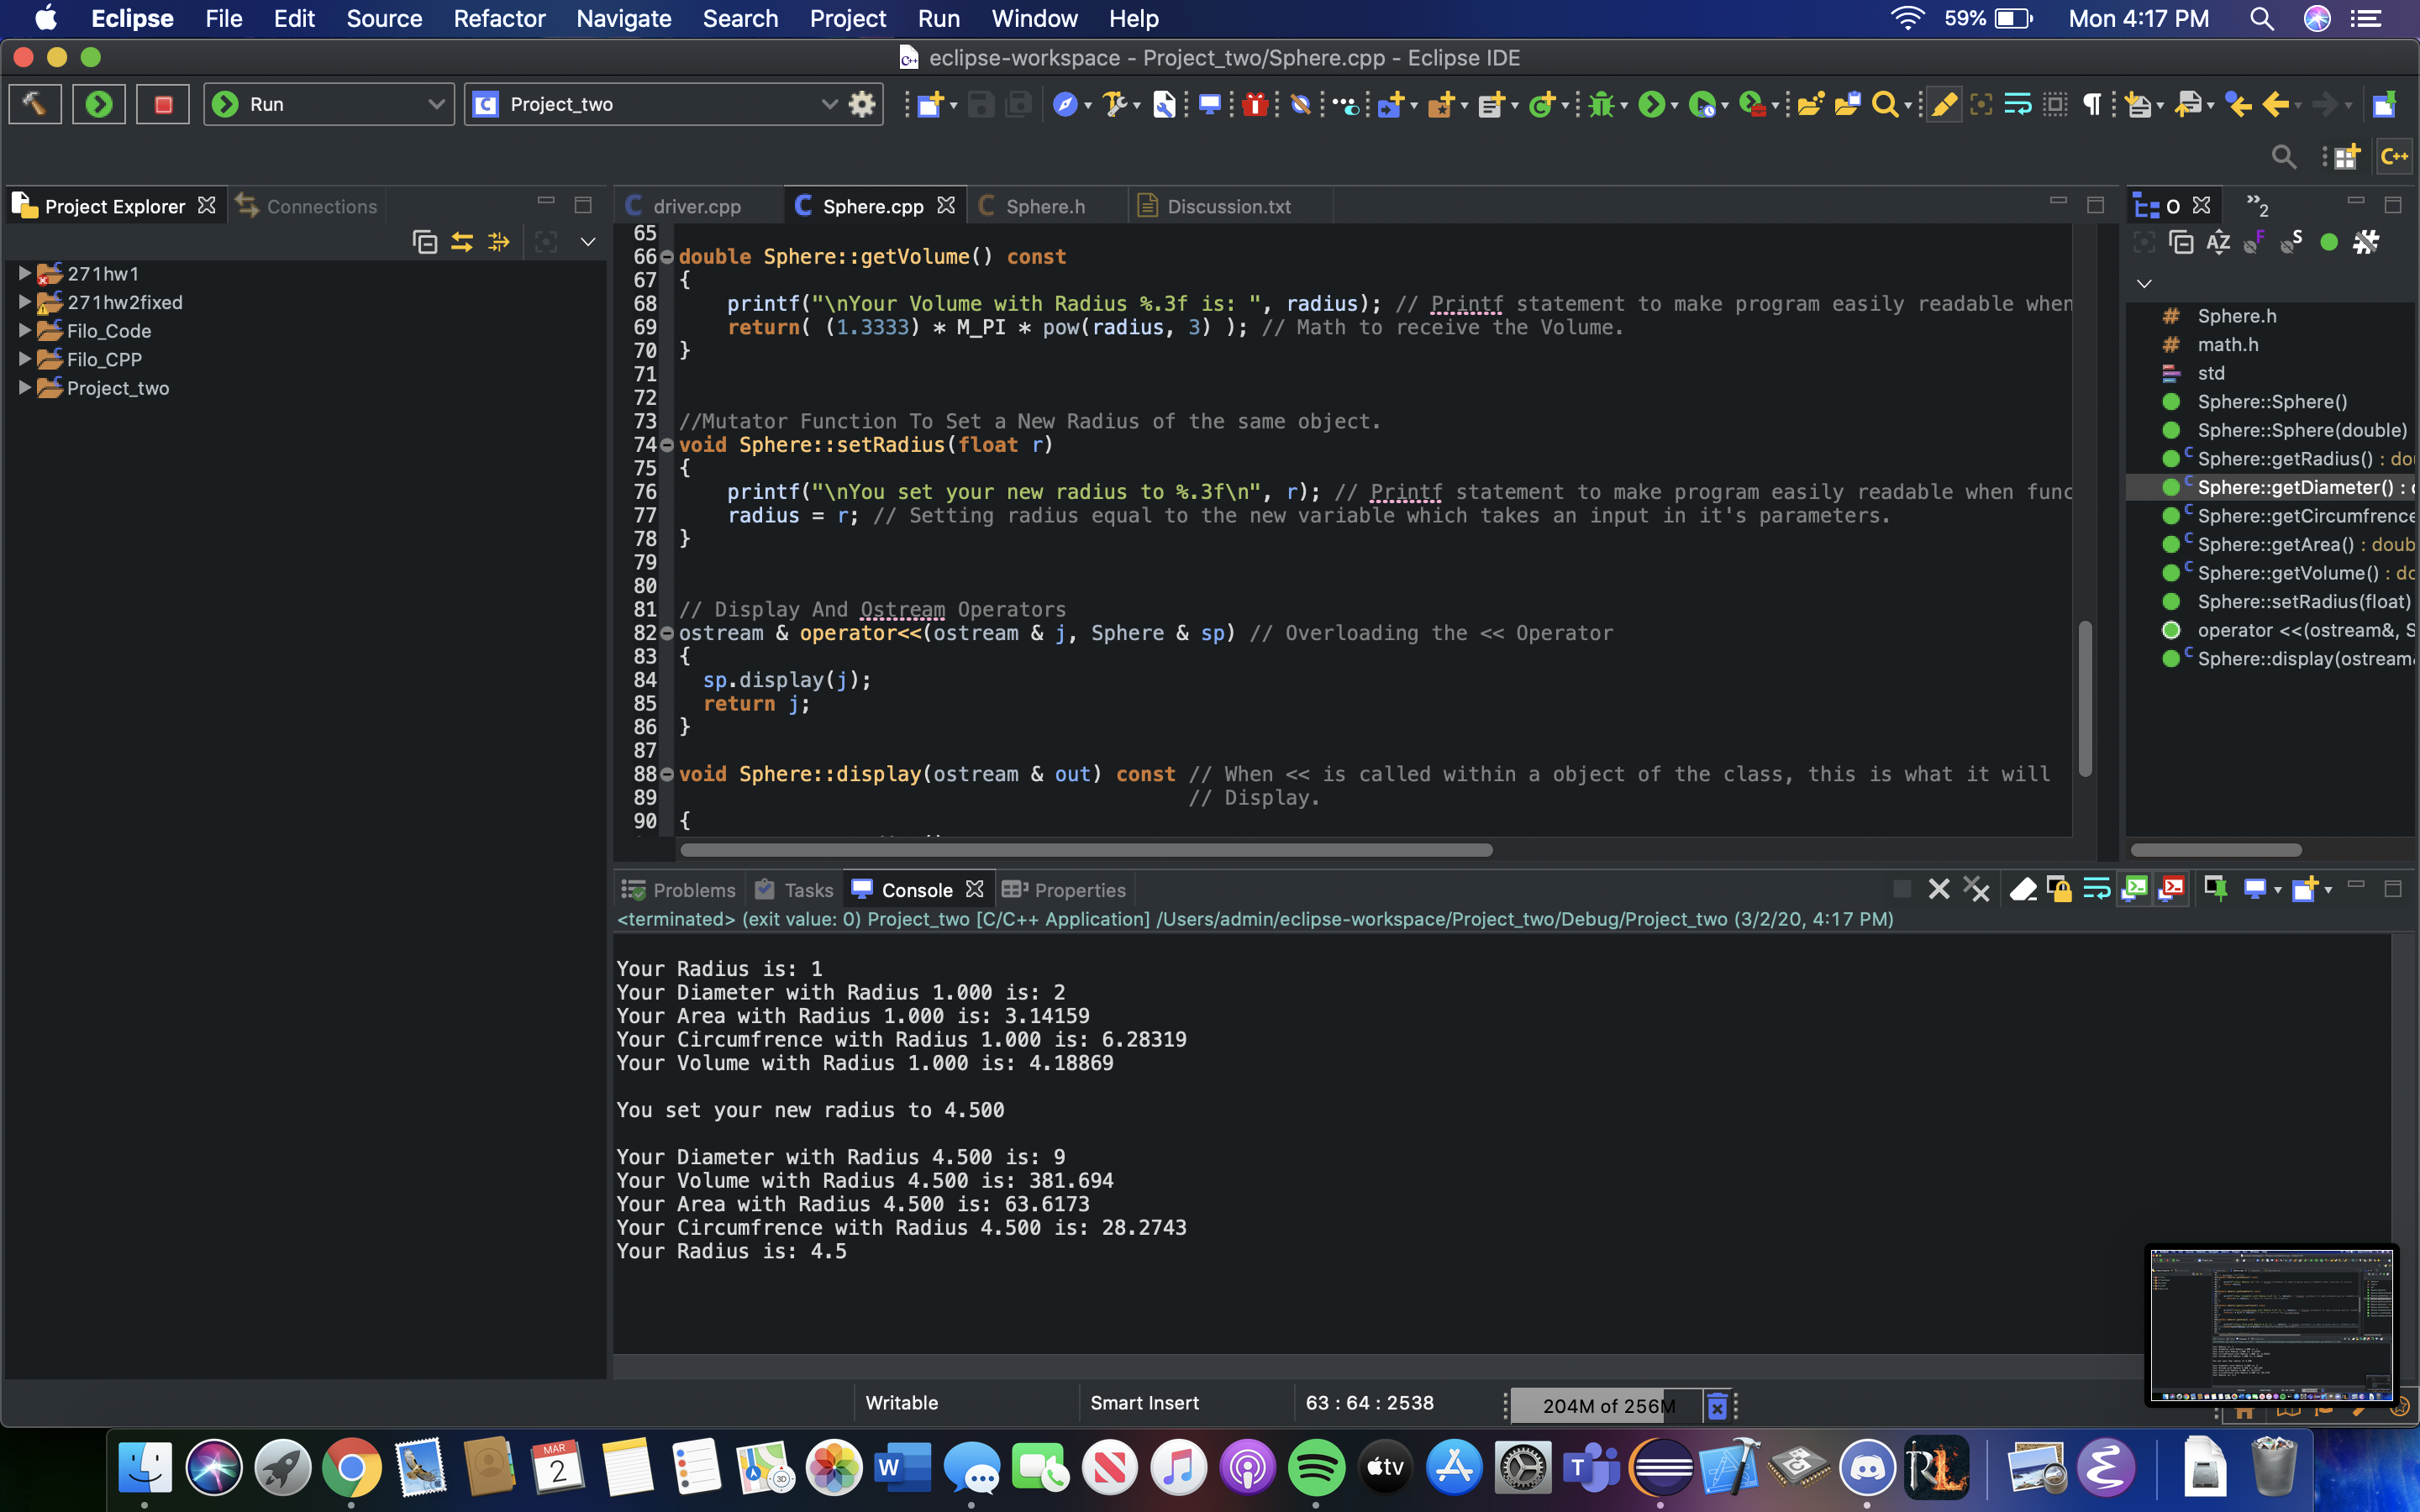 Eclipse File Edit Source Refactor Navigate Search Project Run Window Help 59% Mon 4:17 PM
eclipse-workspace - Project_two/Sphere.cpp - Eclipse IDE
Run Project_two
C++
Project Explorer Connections
driver.cpp Sphere.cpp Sphere.h Discussion.txt
O »2
271hw1
271hw2fixed
Filo_Code
Filo_CPP
Project_two
65
66 double Sphere::getVolume() const
67 {
68 printf("\nYour Volume with Radius %.3f is: ", radius); // Printf statement to make program easily readable when
69 return( (1.3333) * M_PI * pow(radius, 3) ); // Math to receive the Volume.
70 }
71
72
73 //Mutator Function To Set a New Radius of the same object.
74 void Sphere::setRadius(float r)
75 {
76 printf("\nYou set your new radius to %.3f\n", r); // Printf statement to make program easily readable when func
77 radius = r; // Setting radius equal to the new variable which takes an input in it's parameters.
78 }
79
80
81 // Display And Ostream Operators
82 ostream & operator<<(ostream & j, Sphere & sp) // Overloading the << Operator
83 {
84 sp.display(j);
85 return j;
86 }
87
88 void Sphere::display(ostream & out) const // When << is called within a object of the class, this is what it will
89 // Display.
90 {
Sphere.h
math.h
std
Sphere::Sphere()
Sphere::Sphere(double)
Sphere::getRadius() : dou
Sphere::getDiameter() :
Sphere::getCircumfrence
Sphere::getArea() : doub
Sphere::getVolume() : do
Sphere::setRadius(float)
operator <<(ostream&, S
Sphere::display(ostream&
Problems Tasks Console Properties
<terminated> (exit value: 0) Project_two [C/C++ Application] /Users/admin/eclipse-workspace/Project_two/Debug/Project_two (3/2/20, 4:17 PM)
Your Radius is: 1
Your Diameter with Radius 1.000 is: 2
Your Area with Radius 1.000 is: 3.14159
Your Circumfrence with Radius 1.000 is: 6.28319
Your Volume with Radius 1.000 is: 4.18869
You set your new radius to 4.500
Your Diameter with Radius 4.500 is: 9
Your Volume with Radius 4.500 is: 381.694
Your Area with Radius 4.500 is: 63.6173
Your Circumfrence with Radius 4.500 is: 28.2743
Your Radius is: 4.5
Writable Smart Insert 63 : 64 : 2538 204M of 256M
MAR
2
3D
W
tv
T
RL